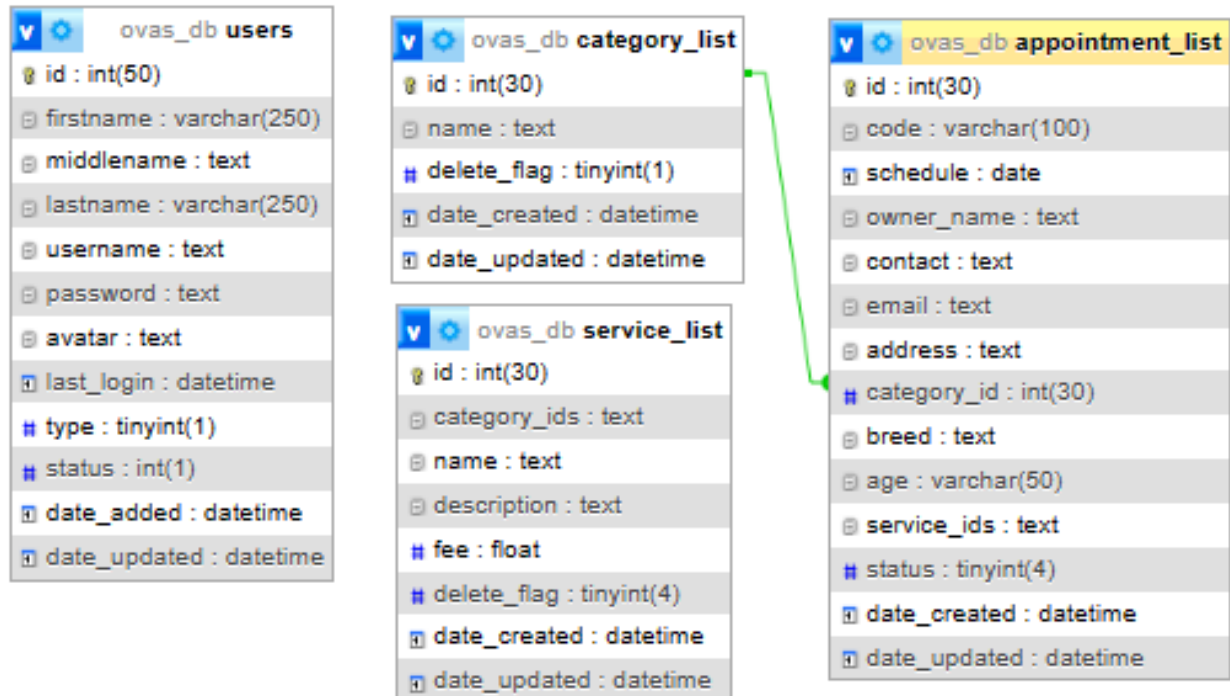 ovas_db users
id : int(50)
firstname : varchar(250)
middlename : text
lastname : varchar(250)
username : text
password : text
avatar : text
last_login : datetime
type : tinyint(1)
status : int(1)
date_added : datetime
date_updated : datetime
ovas_db category_list
id : int(30)
name : text
delete_flag : tinyint(1)
date_created : datetime
date_updated : datetime
ovas_db service_list
id : int(30)
category_ids : text
name : text
description : text
fee : float
delete_flag : tinyint(4)
date_created : datetime
date_updated : datetime
ovas_db appointment_list
id : int(30)
code : varchar(100)
schedule : date
owner_name : text
contact : text
email : text
address : text
category_id : int(30)
breed : text
age : varchar(50)
service_ids : text
status : tinyint(4)
date_created : datetime
date_updated : datetime